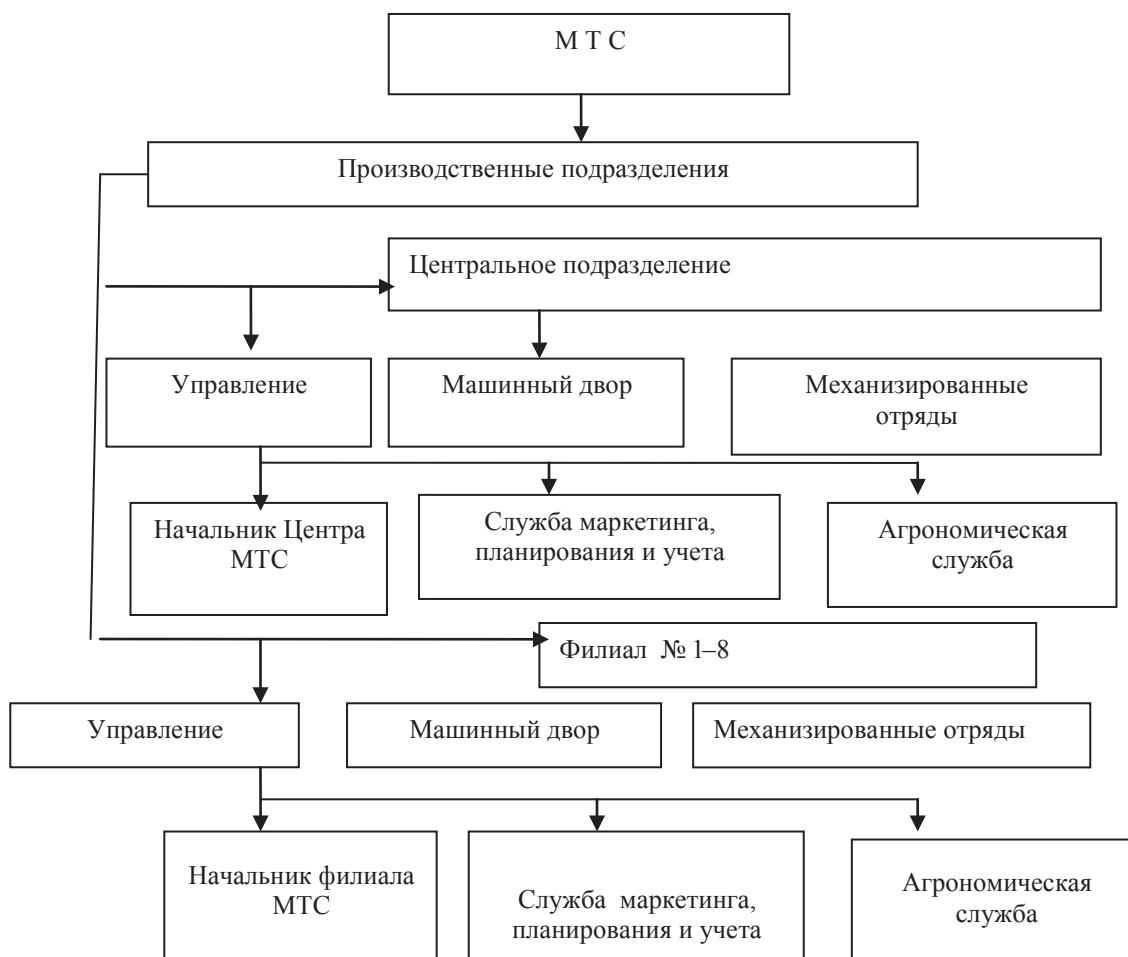 М Т С
Производственные подразделения
Центральное подразделение
Управление
Машинный двор
Механизированные
отряды
Начальник Центра
МТС
Служба маркетинга,
планирования и учета
Агрономическая
служба
Филиал № 1–8
Управление
Машинный двор
Механизированные отряды
Начальник филиала
МТС
Служба маркетинга,
планирования и учета
Агрономическая
служба